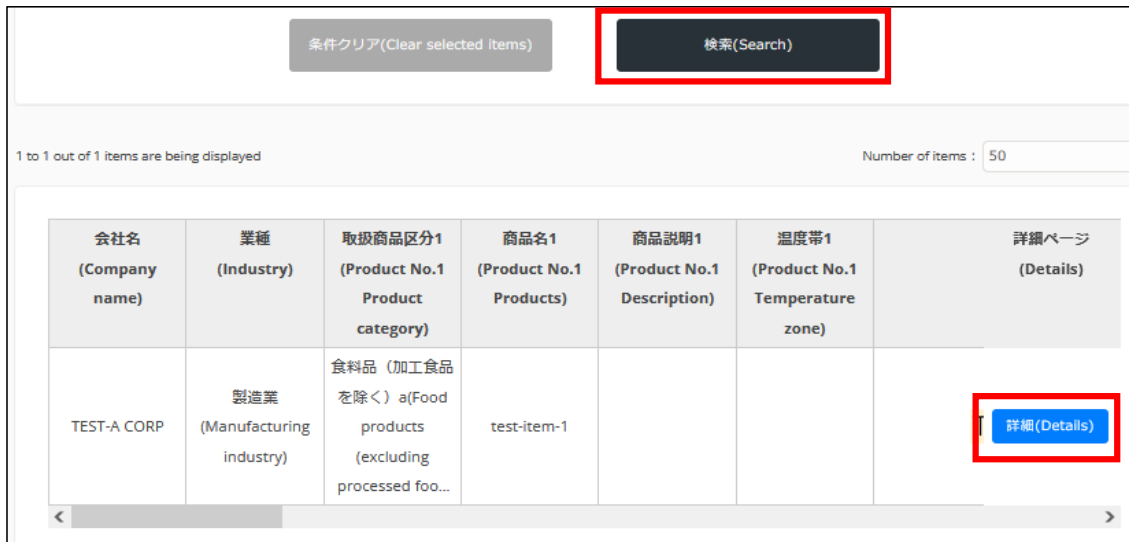 条件クリア(Clear selected items)
検索(Search)
1 to 1 out of 1 items are being displayed
Number of items : 50
会社名
(Company
name)
業種
(Industry)
取扱商品区分1
(Product No.1
Product
category)
商品名1
(Product No.1
Products)
商品説明1
(Product No.1
Description)
温度帯1
(Product No.1
Temperature
zone)
詳細ページ
(Details)
TEST-A CORP
製造業
(Manufacturing
industry)
食料品（加工食品
を除く）a(Food
products
(excluding
processed foo...
test-item-1
詳細(Details)